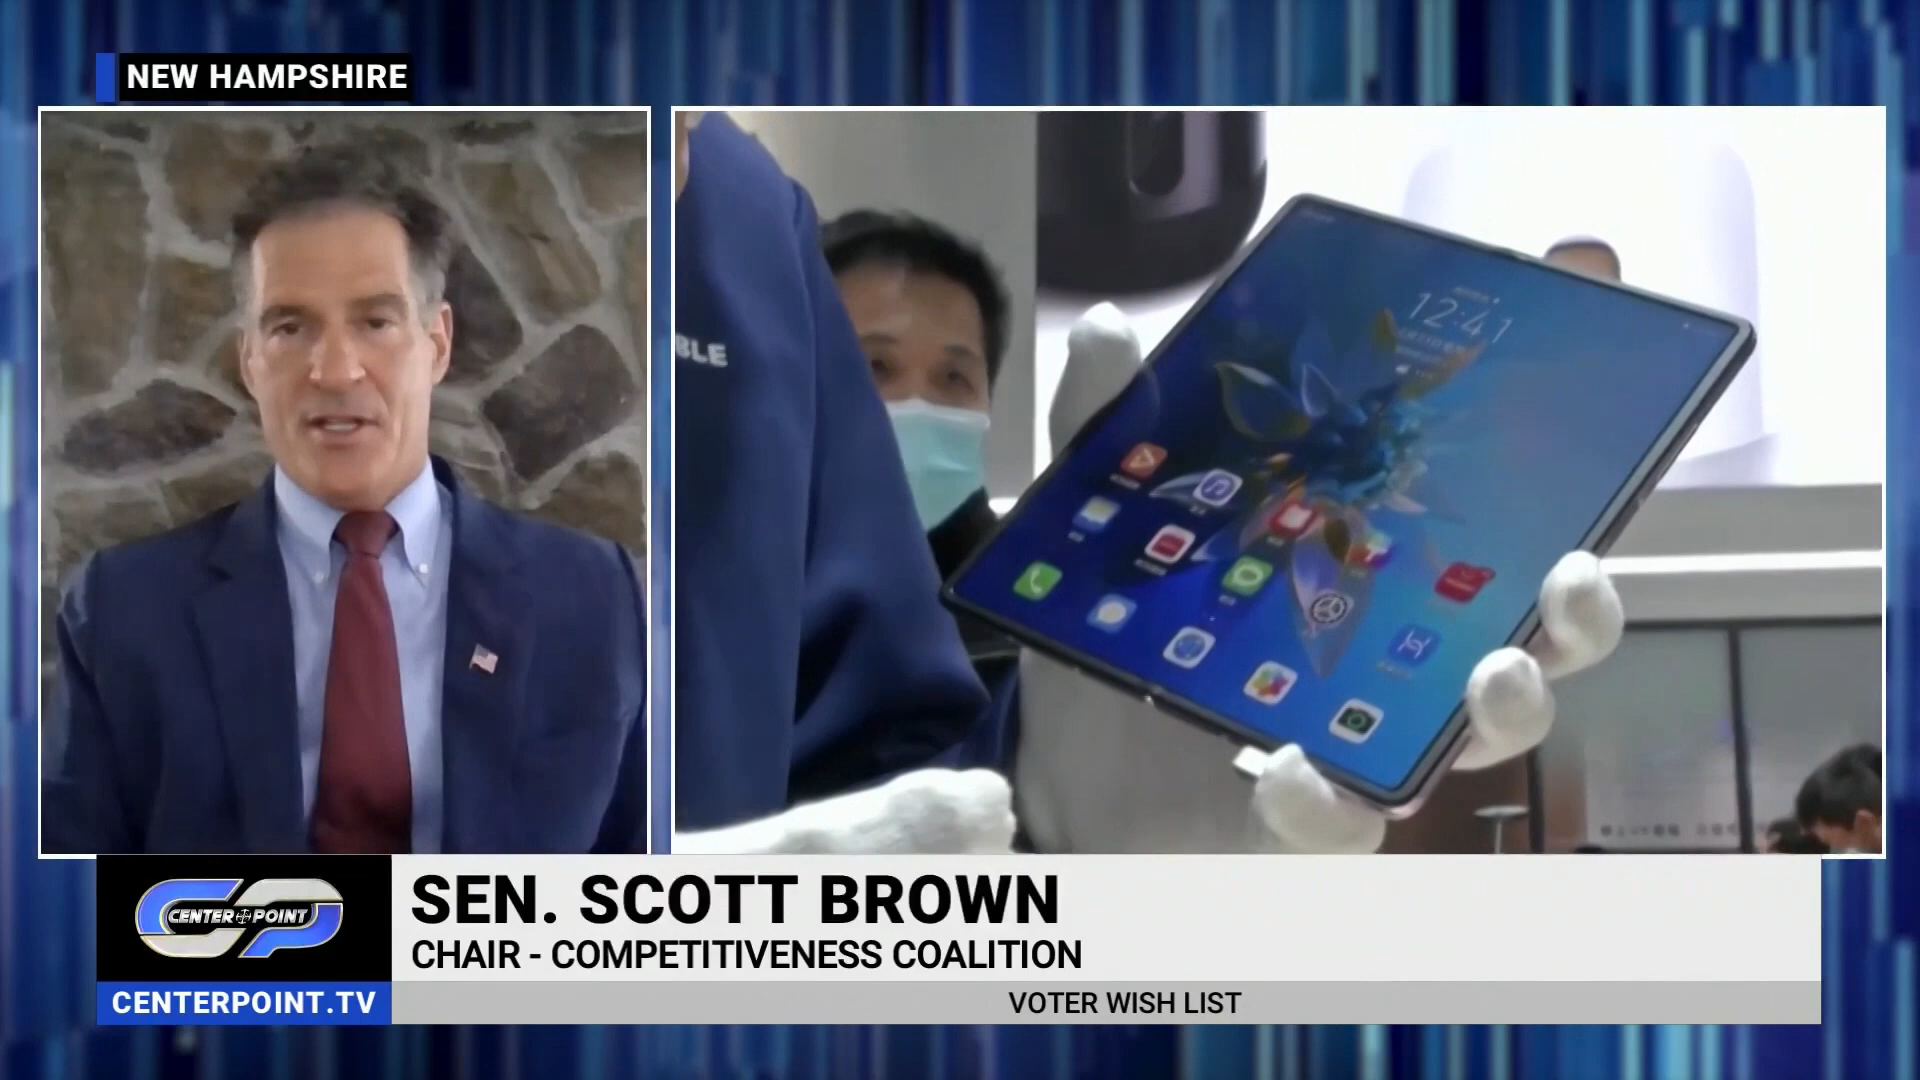 NEW HAMPSHIRE
BLE
12:41
CENTER POINT
SEN. SCOTT BROWN
CHAIR - COMPETITIVENESS COALITION
CENTERPOINT.TV
VOTER WISH LIST